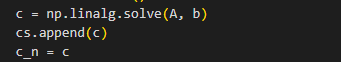 c = np.linalg.solve(A, b)
cs.append(c)
c_n = c